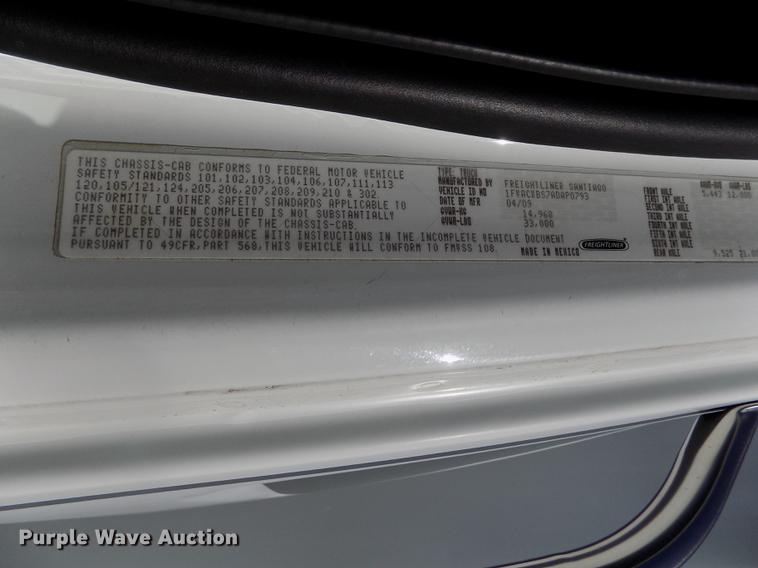 THIS CHASSIS-CAB CONFORMS TO FEDERAL MOTOR VEHICLE
SAFETY STANDARDS 101,102,103,104,106,107,111,113
120,105/121,124,205,206,207,208,209,210 & 302
CONFORMITY TO OTHER SAFETY STANDARDS APPLICABLE TO
THIS VEHICLE WHEN COMPLETED IS NOT SUBSTANTIALLY
AFFECTED BY THE DESIGN OF THE CHASSIS-CAB.
IF COMPLETED IN ACCORDANCE WITH INSTRUCTIONS IN THE INCOMPLETE VEHICLE DOCUMENT
PURSUANT TO 49CFR,PART 568,THIS VEHICLE WILL CONFORM TO FMVSS 108.
TYPE: TRUCK
MANUFACTURED BY FREIGHTLINER SANTIAGO
VEHICLE ID NO
DATE OF MFR 04/09
GVWR-KG 14,968
GVWR-LBS 33,000
MADE IN MEXICO
FREIGHTLINER
FRONT AXLE 5,443 12,000
SECOND INT AXLE
THIRD INT AXLE
FOURTH INT AXLE
FIFTH INT AXLE
SIXTH INT AXLE
REAR AXLE 9,525
Purple Wave Auction